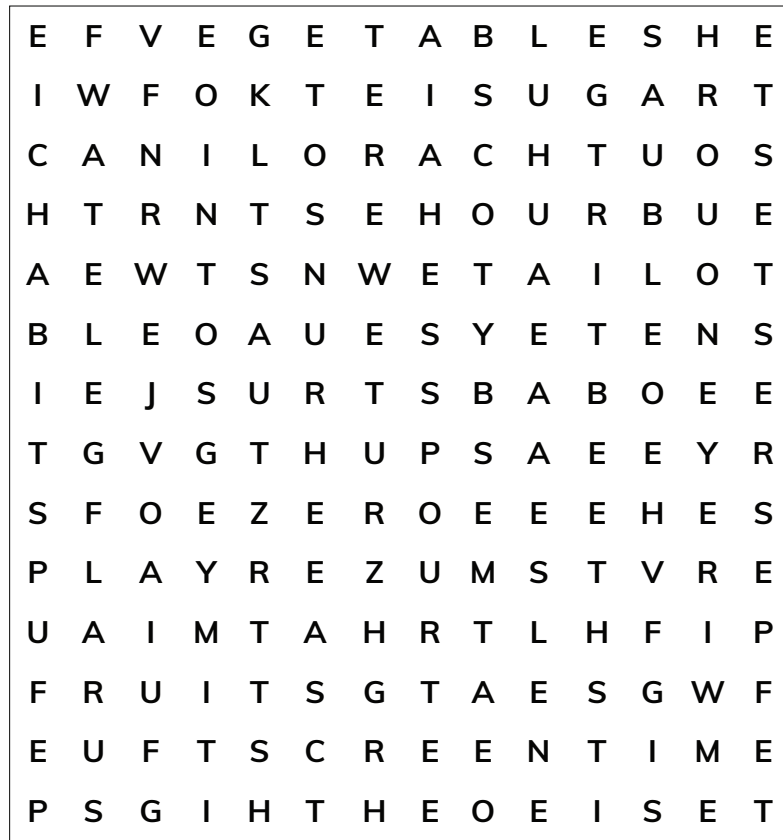 E F V E G E T A B L E S H E
I W F O K T E I S U G A R T
C A N I L O R A C H T U O S
H T R N T S E H O U R B U E
A E W T S N W E T A I L O T
B L E O A U E S Y E T E N S
I E J S U R T S B A B O E E
T G V G T H U P S A E E Y R
S F O E Z E R O E E E H E S
P L A Y R E Z U M S T V R E
U A I M T A H R T L H F I P
F R U I T S G T A E S G W F
E U F T S C R E E N T I M E
P S G I H T H E O E I S E T